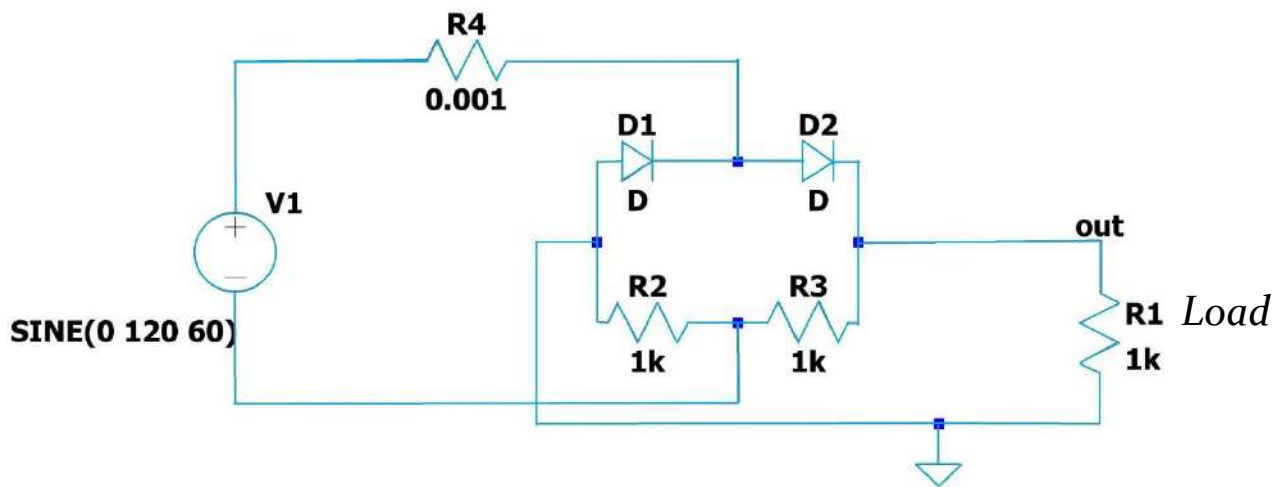 R4
0.001
D1
D2
D
D
V1
out
R2
R3
R1 Load
SINE(0 120 60)
1k
1k
1k